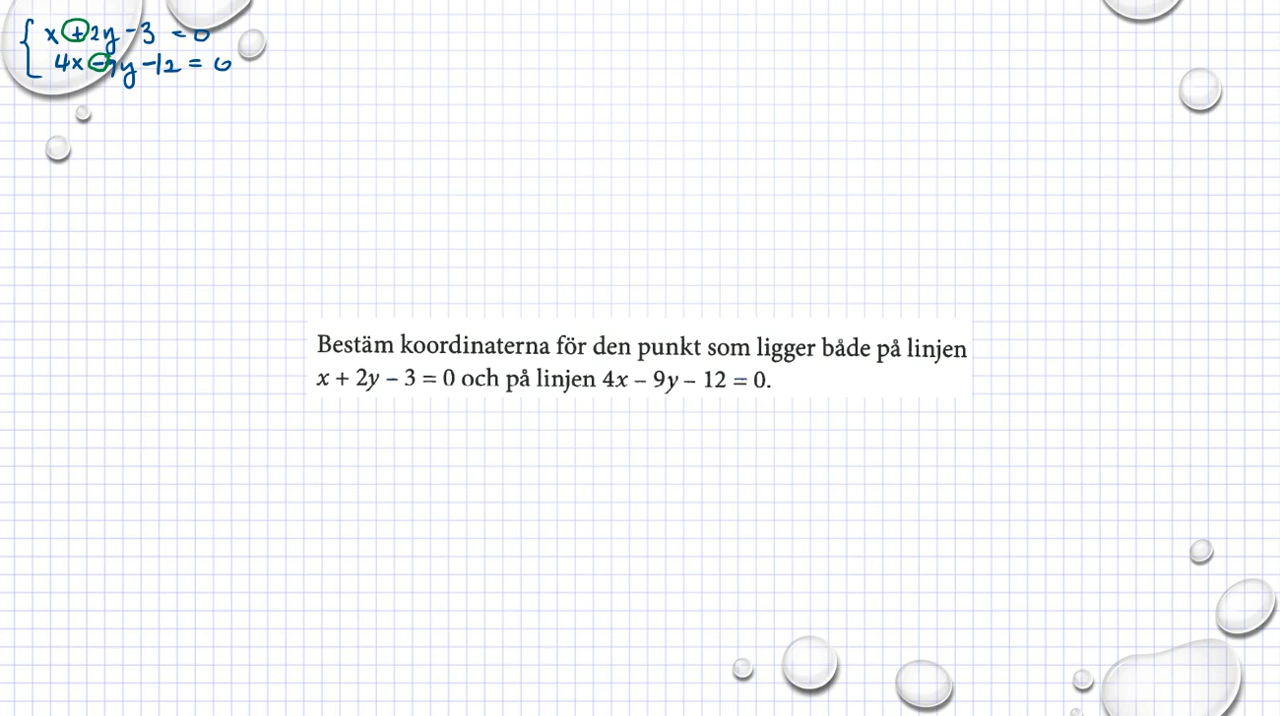 x + 2y - 3 = 0
4x - 9y - 12 = 0
Bestäm koordinaterna för den punkt som ligger både på linjen
x + 2y – 3 = 0 och på linjen 4x – 9y – 12 = 0.